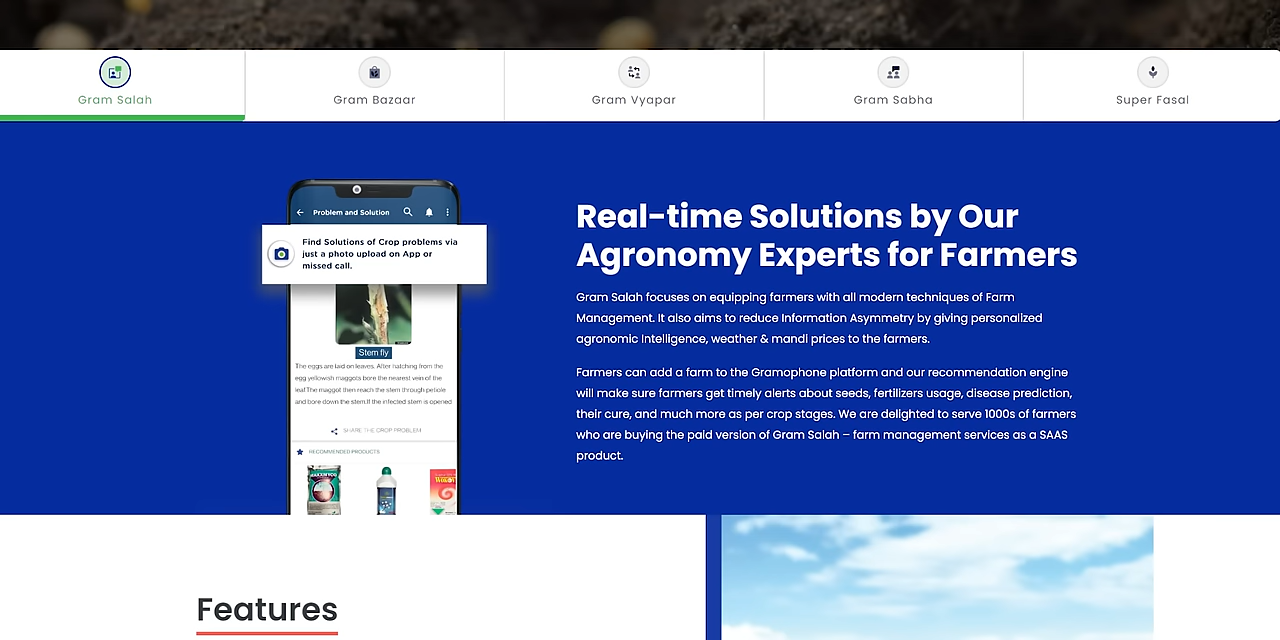 Gram Salah
Gram Bazaar
Gram Vyapar
Gram Sabha
Super Fasal
Problem and Solution
Find Solutions of Crop problems via
just a photo upload on App or
missed call.
Stem fly
The eggs are laid on leaves. After hatching from the
egg yellowish maggots bore the nearest vein of the
leaf.The maggot then reach the stem through petiole
and bore down the stem.If the infected stem is opened
SHARE THE CROP PROBLEM
RECOMMENDED PRODUCTS
Real-time Solutions by Our
Agronomy Experts for Farmers
Gram Salah focuses on equipping farmers with all modern techniques of Farm
Management. It also aims to reduce Information Asymmetry by giving personalized
agronomic Intelligence, weather & mandi prices to the farmers.
Farmers can add a farm to the Gramophone platform and our recommendation engine
will make sure farmers get timely alerts about seeds, fertilizers usage, disease prediction,
their cure, and much more as per crop stages. We are delighted to serve 1000s of farmers
who are buying the paid version of Gram Salah – farm management services as a SAAS
product.
Features